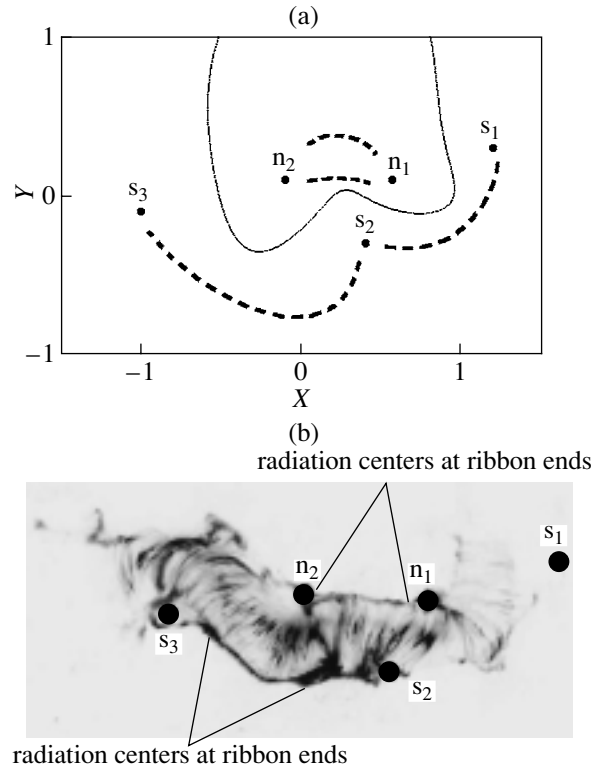 (a)
1
s1
n2
n1
Y
s3
0
s2
−1
−1
0
1
X
(b)
radiation centers at ribbon ends
s1
n2
n1
s3
s2
radiation centers at ribbon ends